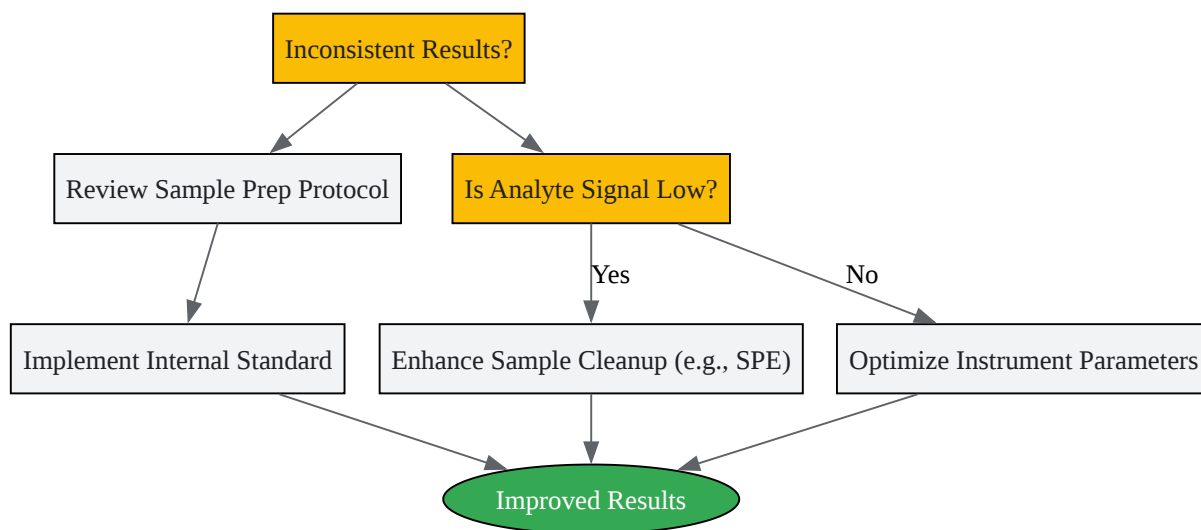 Inconsistent Results?
Review Sample Prep Protocol
Is Analyte Signal Low?
Yes
No
Implement Internal Standard
Enhance Sample Cleanup (e.g., SPE)
Optimize Instrument Parameters
Improved Results